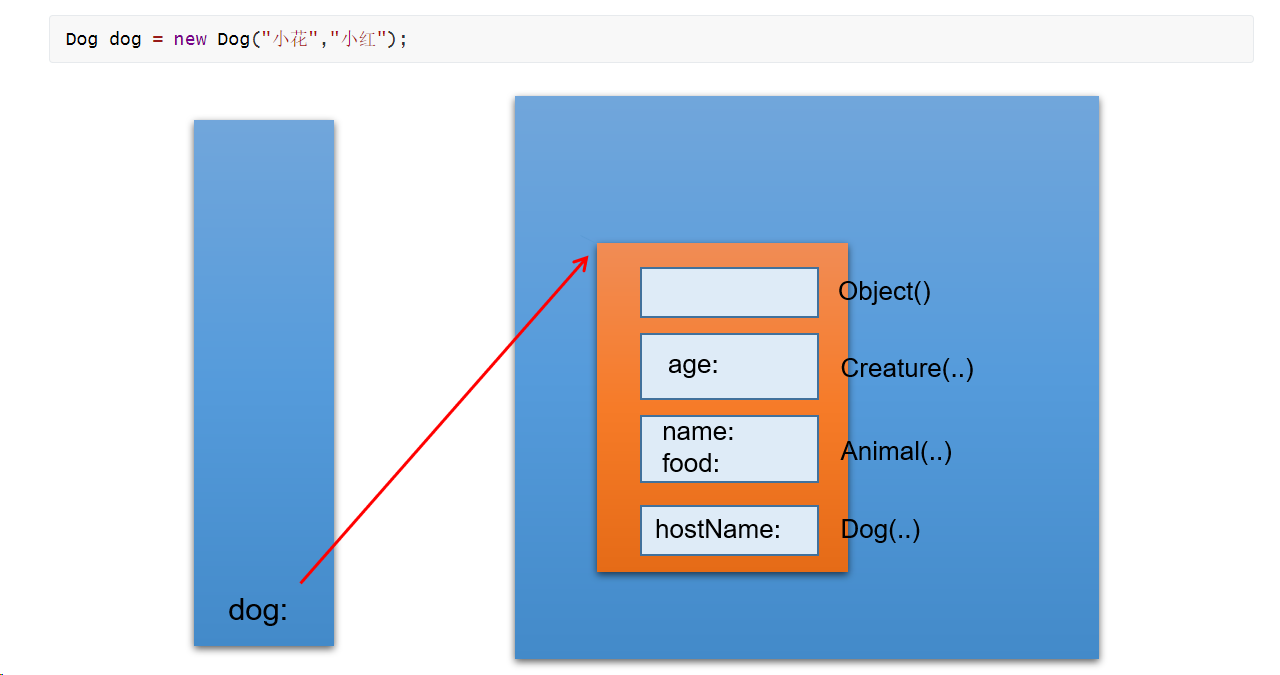 Dog dog = new Dog("小花","小红");
Object()
age:
Creature(..)
name:
food:
Animal(..)
hostName:
Dog(..)
dog: